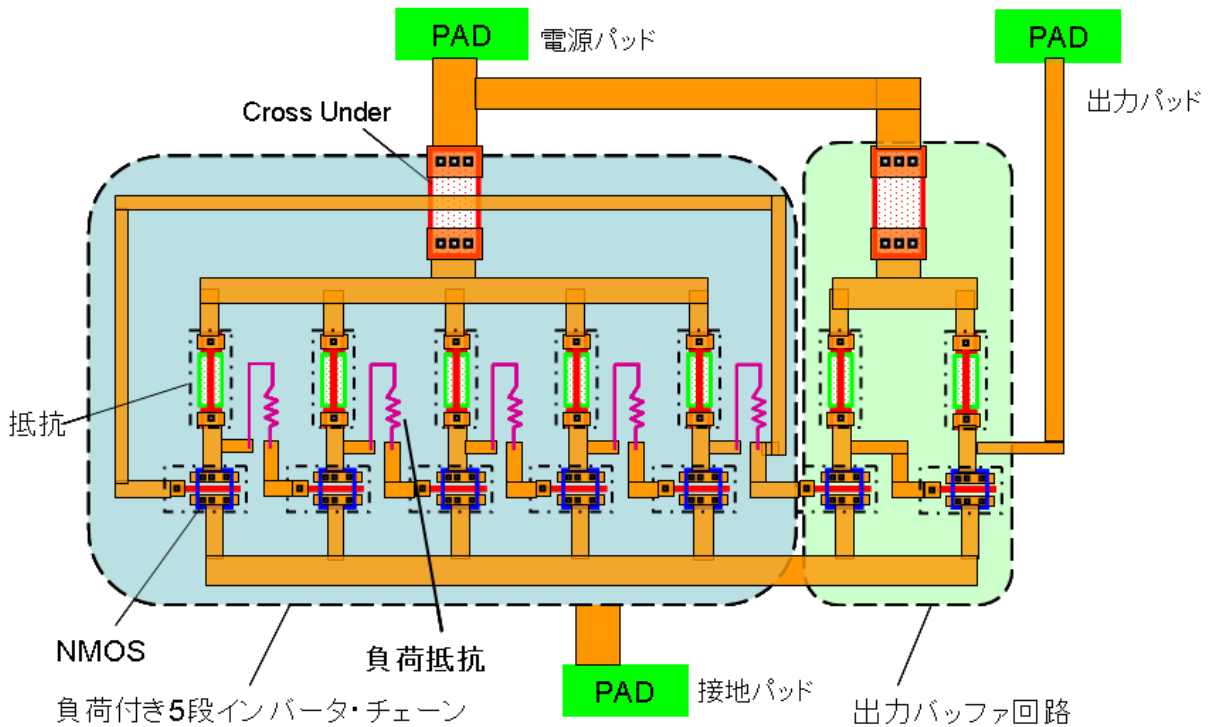 PAD
電源パッド
PAD
出力パッド
Cross Under
抵抗
NMOS
負荷抵抗
負荷付き5段インバータ・チェーン
PAD
接地パッド
出力バッファ回路